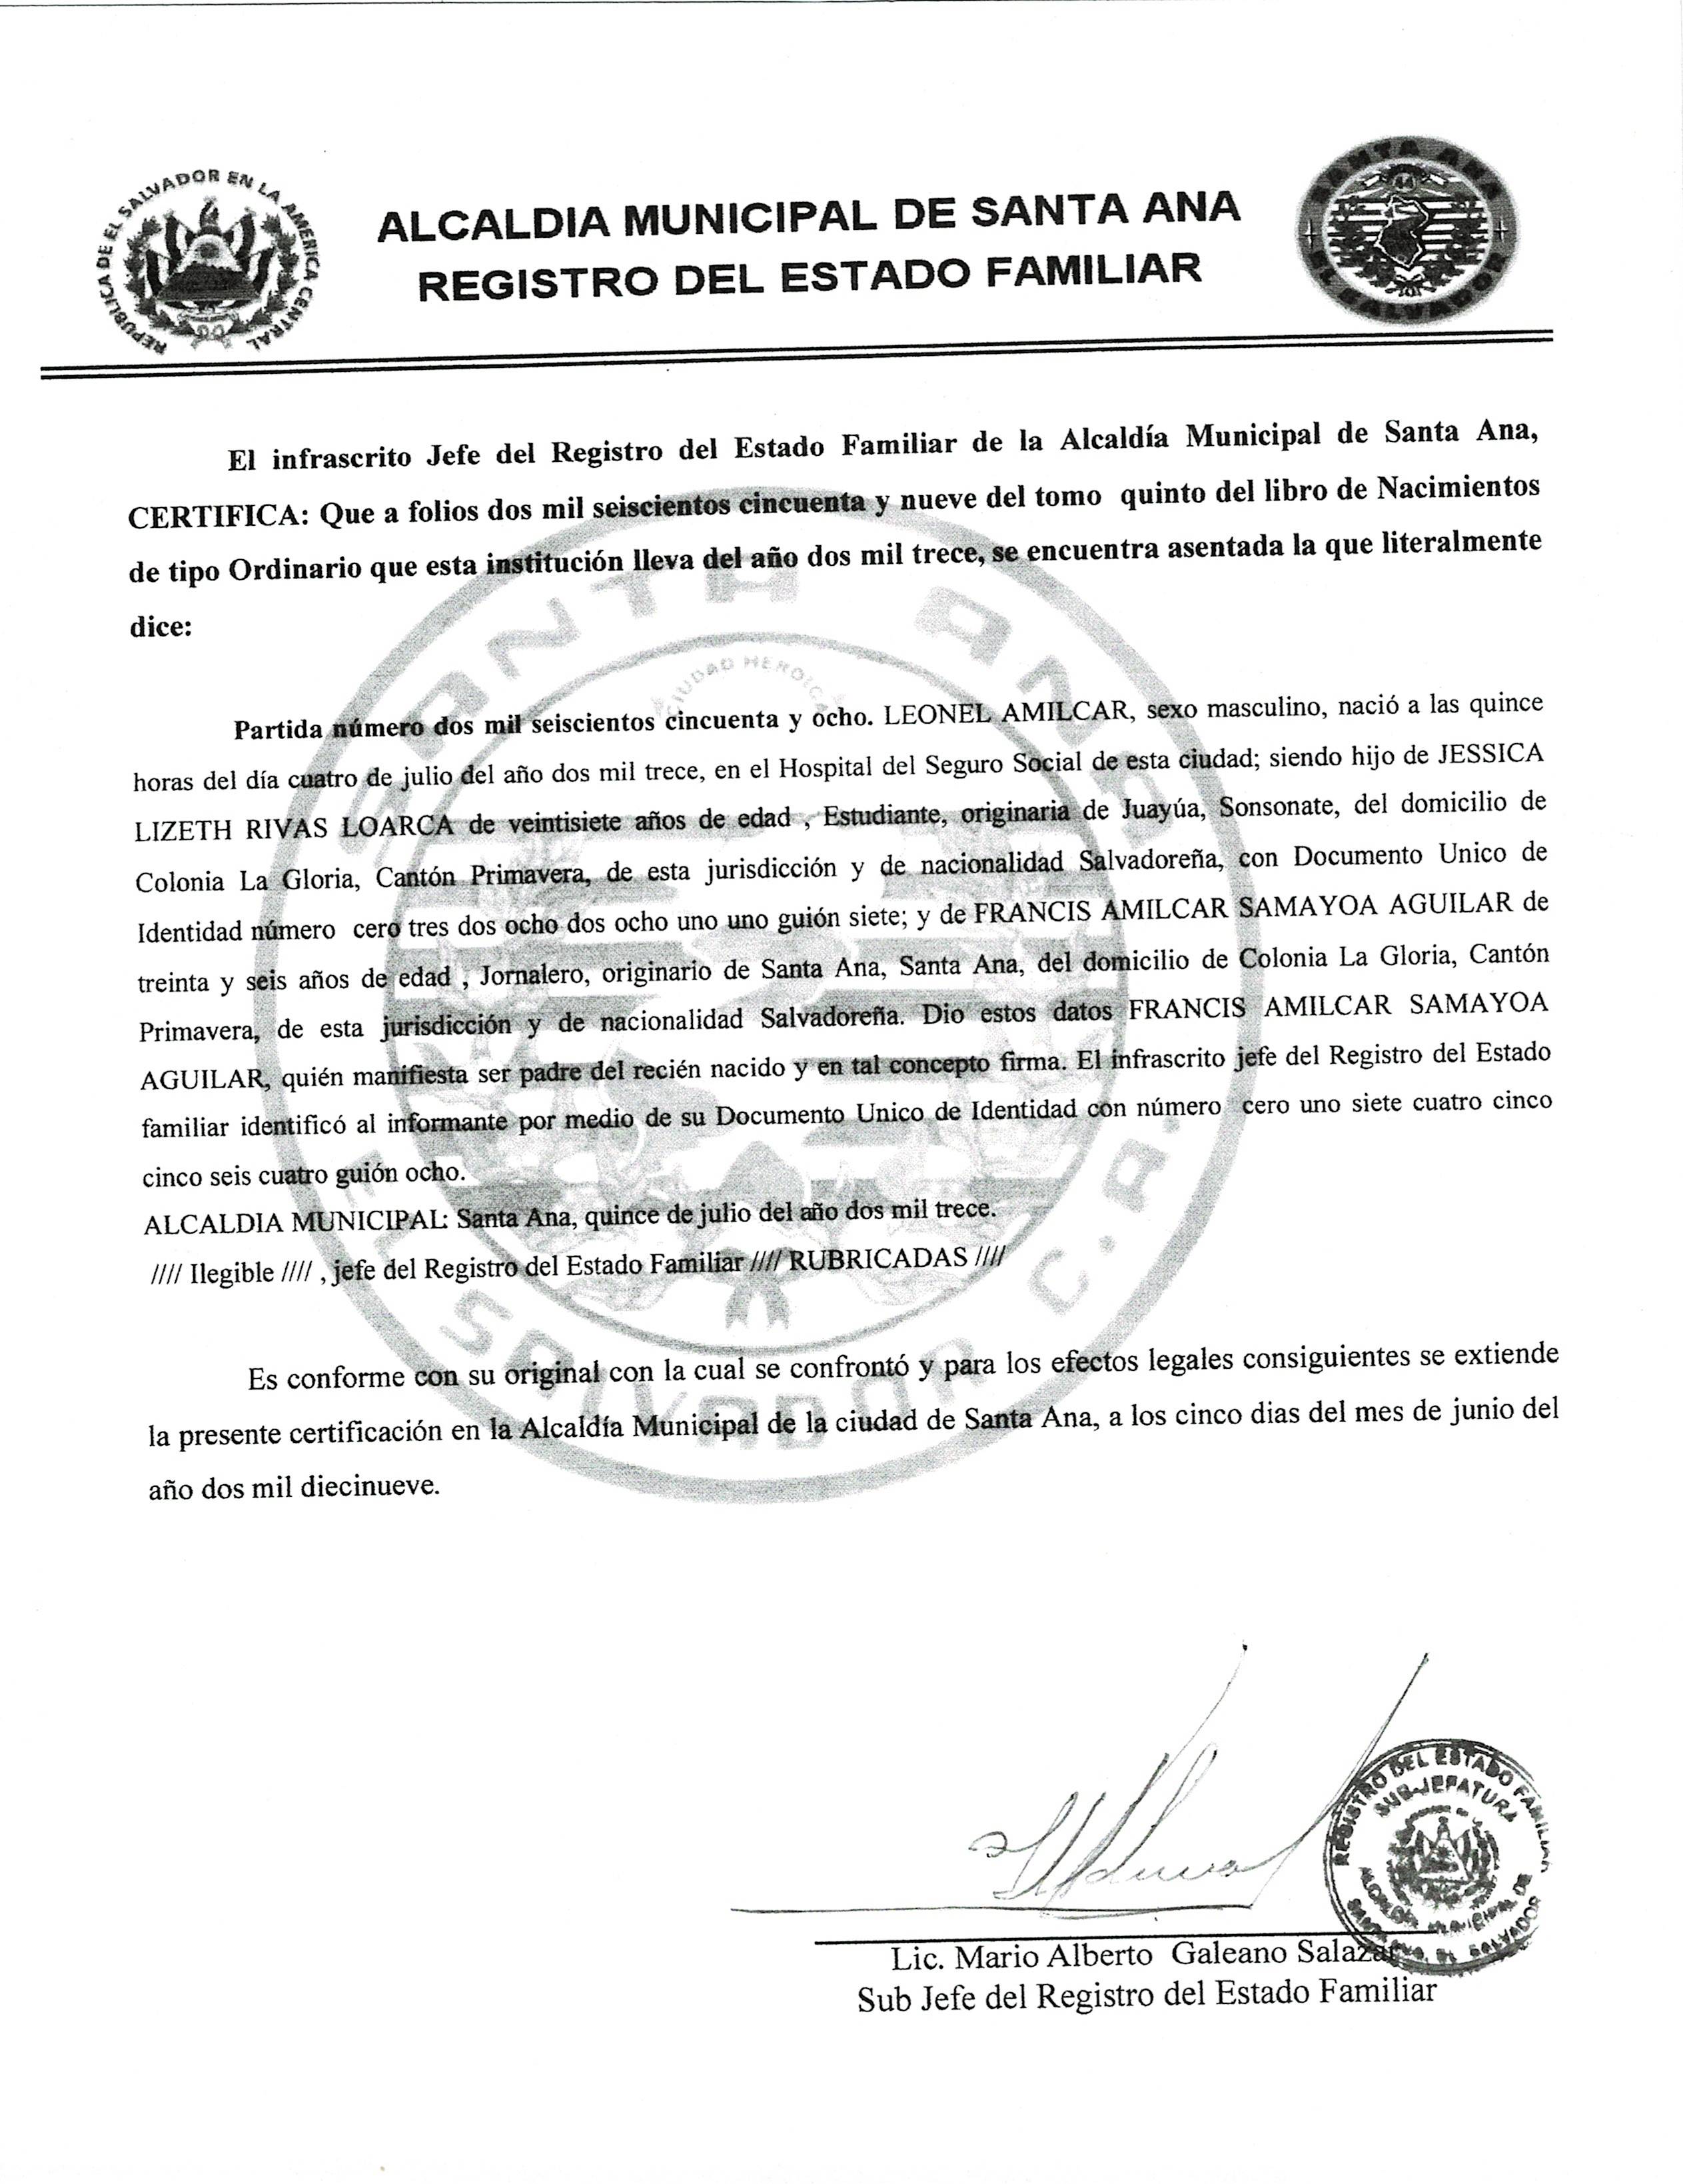 REPUBLICA DE EL SALVADOR EN LA AMERICA CENTRAL
ALCALDIA MUNICIPAL DE SANTA ANA
REGISTRO DEL ESTADO FAMILIAR
SANTA ANA
EL SALVADOR
44
El infrascrito Jefe del Registro del Estado Familiar de la Alcaldía Municipal de Santa Ana,
CERTIFICA: Que a folios dos mil seiscientos cincuenta y nueve del tomo quinto del libro de Nacimientos
de tipo Ordinario que esta institución lleva del año dos mil trece, se encuentra asentada la que literalmente
dice:
SANTA ANA
CIUDAD HEROICA
EL SALVADOR C.A.
Partida número dos mil seiscientos cincuenta y ocho. LEONEL AMILCAR, sexo masculino, nació a las quince
horas del día cuatro de julio del año dos mil trece, en el Hospital del Seguro Social de esta ciudad; siendo hijo de JESSICA
LIZETH RIVAS LOARCA de veintisiete años de edad , Estudiante, originaria de Juayúa, Sonsonate, del domicilio de
Colonia La Gloria, Cantón Primavera, de esta jurisdicción y de nacionalidad Salvadoreña, con Documento Unico de
Identidad número cero tres dos ocho dos ocho uno uno guión siete; y de FRANCIS AMILCAR SAMAYOA AGUILAR de
treinta y seis años de edad , Jornalero, originario de Santa Ana, Santa Ana, del domicilio de Colonia La Gloria, Cantón
Primavera, de esta jurisdicción y de nacionalidad Salvadoreña. Dio estos datos FRANCIS AMILCAR SAMAYOA
AGUILAR, quién manifiesta ser padre del recién nacido y en tal concepto firma. El infrascrito jefe del Registro del Estado
familiar identificó al informante por medio de su Documento Unico de Identidad con número cero uno siete cuatro cinco
cinco seis cuatro guión ocho.
ALCALDIA MUNICIPAL: Santa Ana, quince de julio del año dos mil trece.
//// Ilegible //// , jefe del Registro del Estado Familiar //// RUBRICADAS ////
Es conforme con su original con la cual se confrontó y para los efectos legales consiguientes se extiende
la presente certificación en la Alcaldía Municipal de la ciudad de Santa Ana, a los cinco dias del mes de junio del
año dos mil diecinueve.
REGISTRO DEL ESTADO FAMILIAR
SUB-JEFATURA
ALCALDIA MUNICIPAL DE
SANTA ANA, EL SALVADOR
Lic. Mario Alberto Galeano Salazar
Sub Jefe del Registro del Estado Familiar